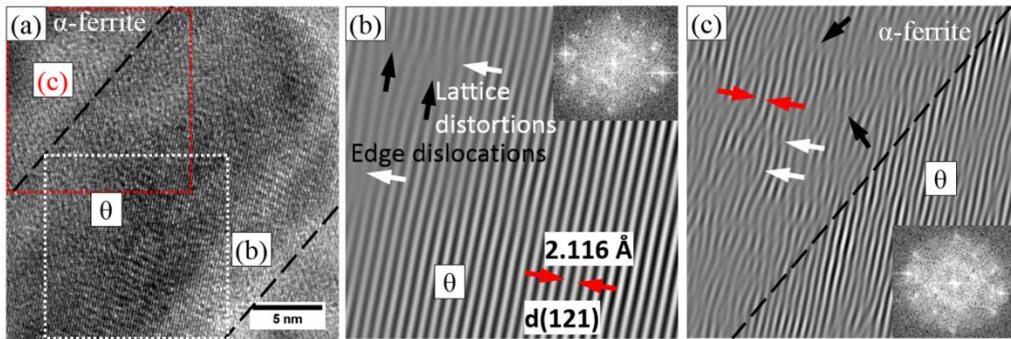 (a)
α-ferrite
(c)
θ
(b)
5 nm
(b)
Lattice
distortions
Edge dislocations
2.116 Å
θ
d(121)
(c)
α-ferrite
θ